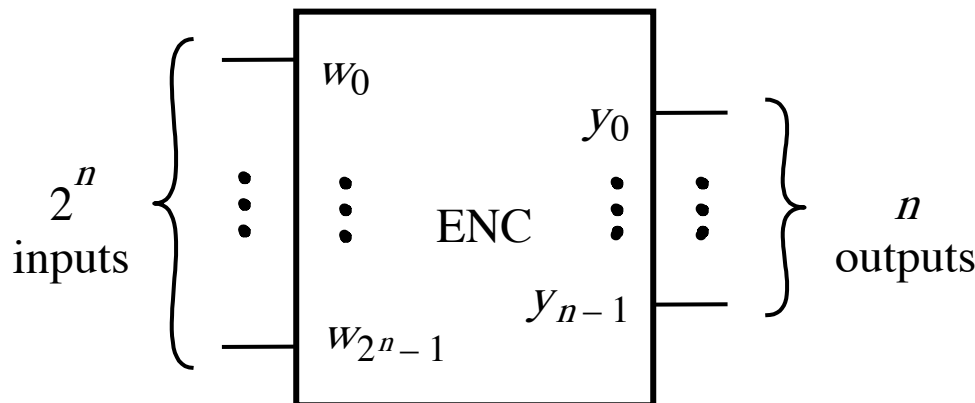 2^n
inputs
w_0
w_{2^n – 1}
ENC
y_0
y_{n – 1}
n
outputs